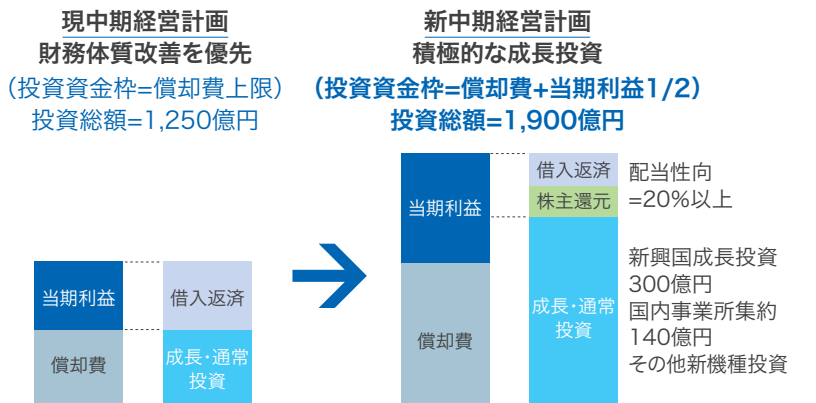 現中期経営計画
財務体質改善を優先
（投資資金枠=償却費上限）
投資総額=1,250億円
新中期経営計画
積極的な成長投資
（投資資金枠=償却費+当期利益1/2）
投資総額=1,900億円
当期利益
償却費
借入返済
成長・通常
投資
当期利益
償却費
借入返済
株主還元
成長・通常
投資
配当性向
=20%以上
新興国成長投資
300億円
国内事業所集約
140億円
その他新機種投資